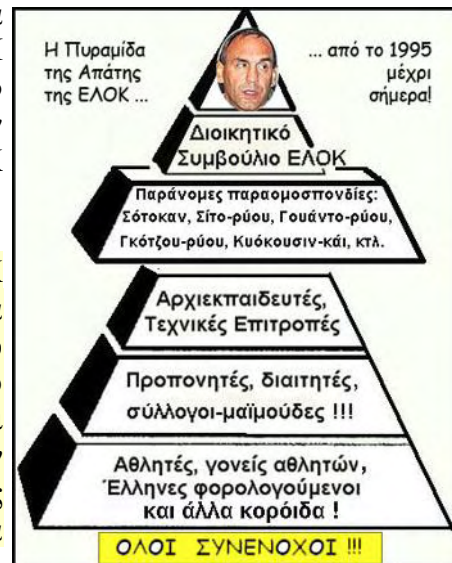 Η Πυραμίδα
της Απάτης
της ΕΛΟΚ ...
... από το 1995
μέχρι
σήμερα!
Διοικητικό
Συμβούλιο ΕΛΟΚ
Παράνομες παραομοσπονδίες:
Σότοκαν, Σίτο-ρύου, Γουάντο-ρύου,
Γκότζου-ρύου, Κυόκουσιν-κάι, κτλ.
Αρχιεκπαιδευτές,
Τεχνικές Επιτροπές
Προπονητές, διαιτητές,
σύλλογοι-μαϊμούδες !!!
Αθλητές, γονείς αθλητών,
Έλληνες φορολογούμενοι
και άλλα κορόιδα !
ΟΛΟΙ ΣΥΝΕΝΟΧΟΙ !!!